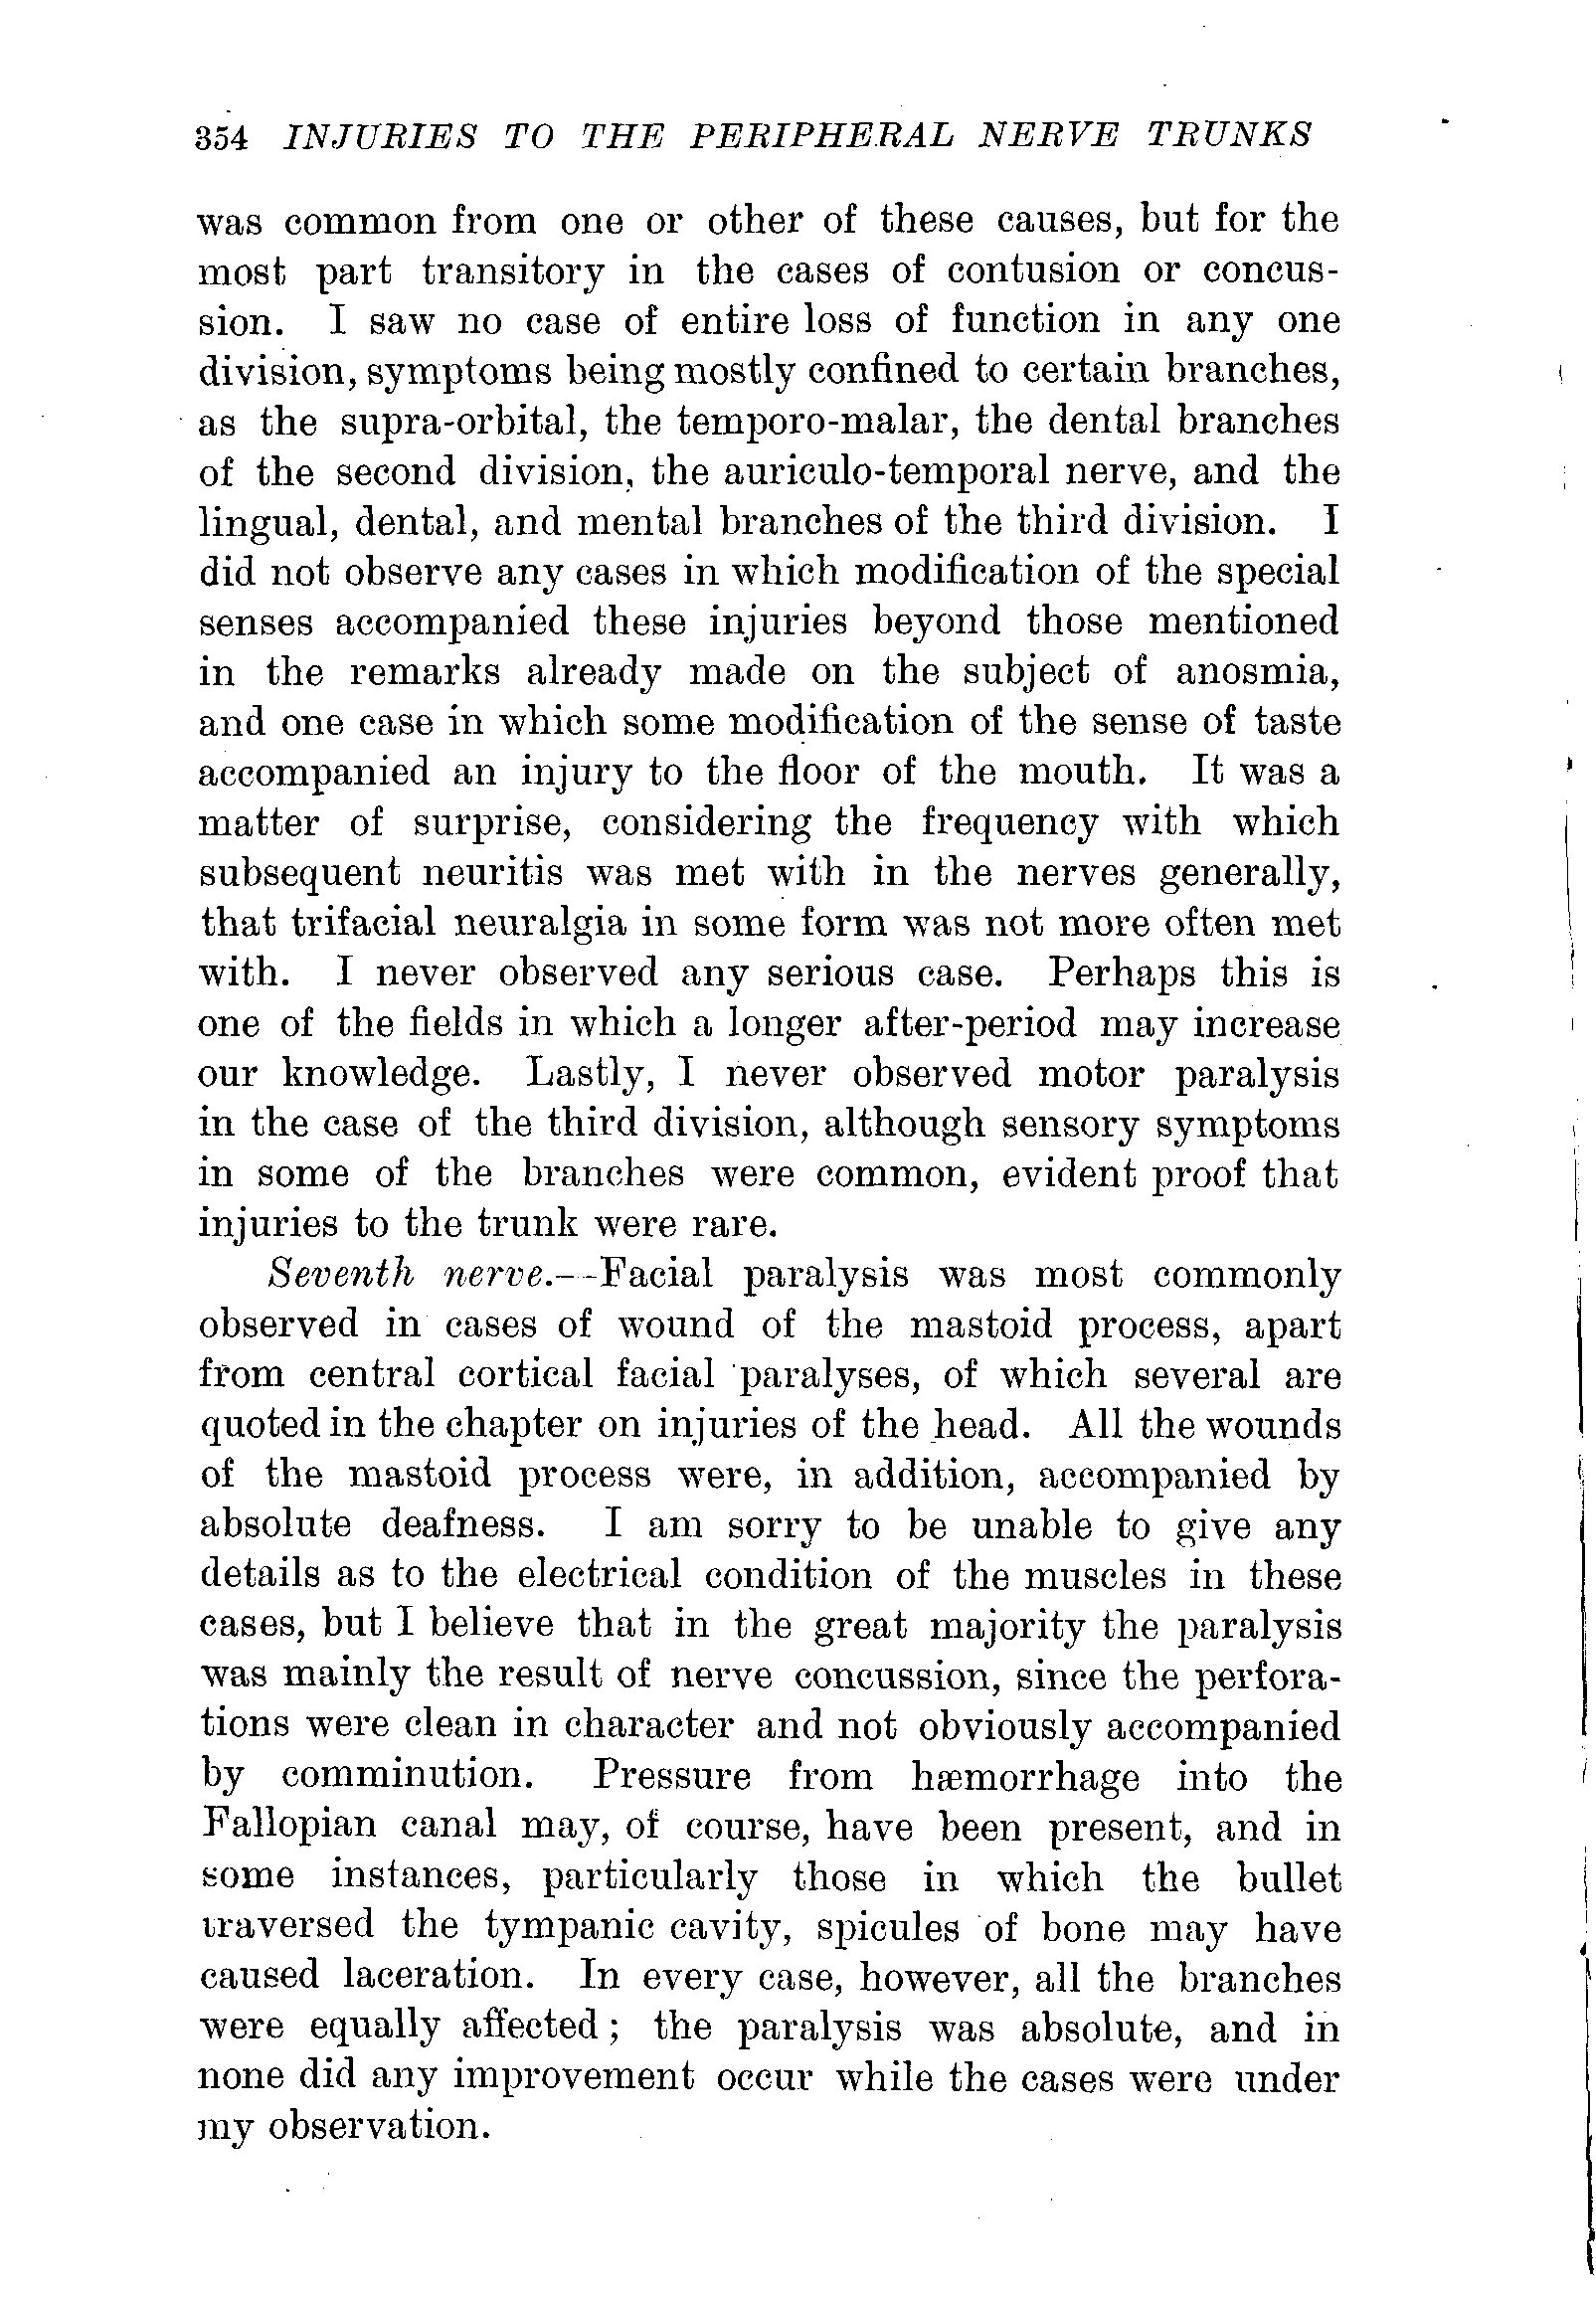 354 INJURIES TO THE PERIPHERAL NERVE TRUNKS
was common from one or other of these causes, but for the
most part transitory in the cases of contusion or concus-
sion. I saw no case of entire loss of function in any one
division, symptoms being mostly confined to certain branches,
as the supra-orbital, the temporo-malar, the dental branches
of the second division, the auriculo-temporal nerve, and the
lingual, dental, and mental branches of the third division. I
did not observe any cases in which modification of the special
senses accompanied these injuries beyond those mentioned
in the remarks already made on the subject of anosmia,
and one case in which some modification of the sense of taste
accompanied an injury to the floor of the mouth. It was a
matter of surprise, considering the frequency with which
subsequent neuritis was met with in the nerves generally,
that trifacial neuralgia in some form was not more often met
with. I never observed any serious case. Perhaps this is
one of the fields in which a longer after-period may increase
our knowledge. Lastly, I never observed motor paralysis
in the case of the third division, although sensory symptoms
in some of the branches were common, evident proof that
injuries to the trunk were rare.
Seventh nerve.--Facial paralysis was most commonly
observed in cases of wound of the mastoid process, apart
from central cortical facial paralyses, of which several are
quoted in the chapter on injuries of the head. All the wounds
of the mastoid process were, in addition, accompanied by
absolute deafness. I am sorry to be unable to give any
details as to the electrical condition of the muscles in these
cases, but I believe that in the great majority the paralysis
was mainly the result of nerve concussion, since the perfora-
tions were clean in character and not obviously accompanied
by comminution. Pressure from hæmorrhage into the
Fallopian canal may, of course, have been present, and in
some instances, particularly those in which the bullet
traversed the tympanic cavity, spicules of bone may have
caused laceration. In every case, however, all the branches
were equally affected; the paralysis was absolute, and in
none did any improvement occur while the cases were under
my observation.